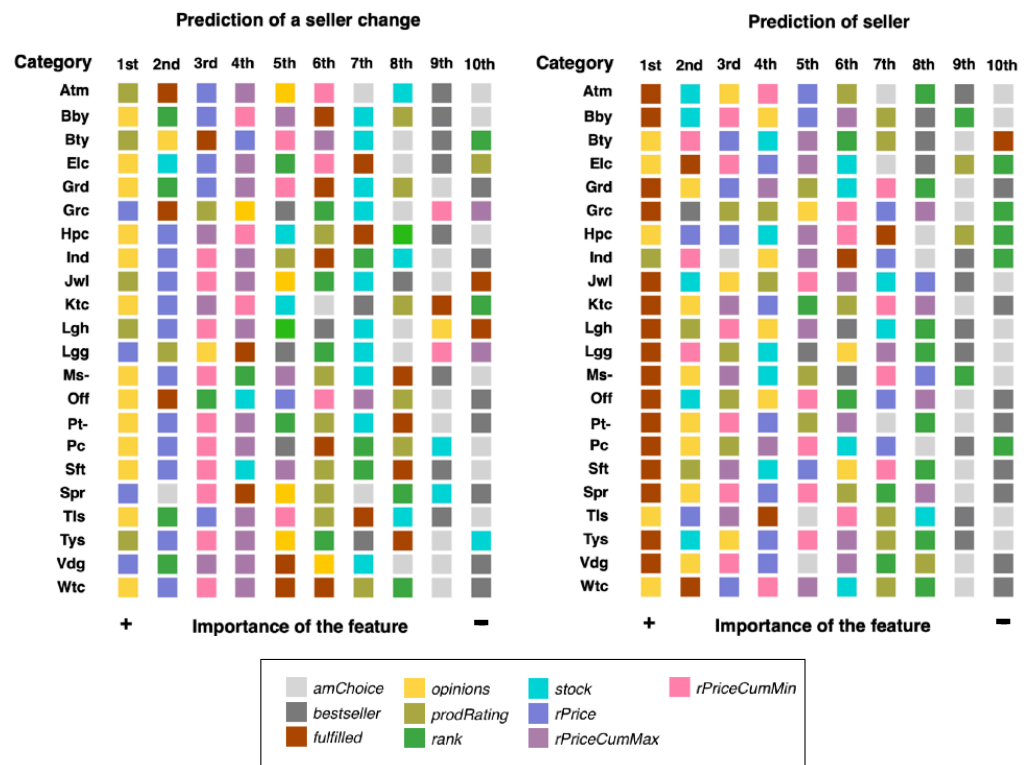 Prediction of a seller change
Category 1st 2nd 3rd 4th 5th 6th 7th 8th 9th 10th
Atm
Bby
Bty
Elc
Grd
Grc
Hpc
Ind
Jwl
Ktc
Lgh
Lgg
Ms-
Off
Pt-
Pc
Sft
Spr
Tls
Tys
Vdg
Wtc
+ Importance of the feature -
Prediction of seller
Category 1st 2nd 3rd 4th 5th 6th 7th 8th 9th 10th
Atm
Bby
Bty
Elc
Grd
Grc
Hpc
Ind
Jwl
Ktc
Lgh
Lgg
Ms-
Off
Pt-
Pc
Sft
Spr
Tls
Tys
Vdg
Wtc
+ Importance of the feature -
amChoice opinions stock rPriceCumMin
bestseller prodRating rPrice
fulfilled rank rPriceCumMax